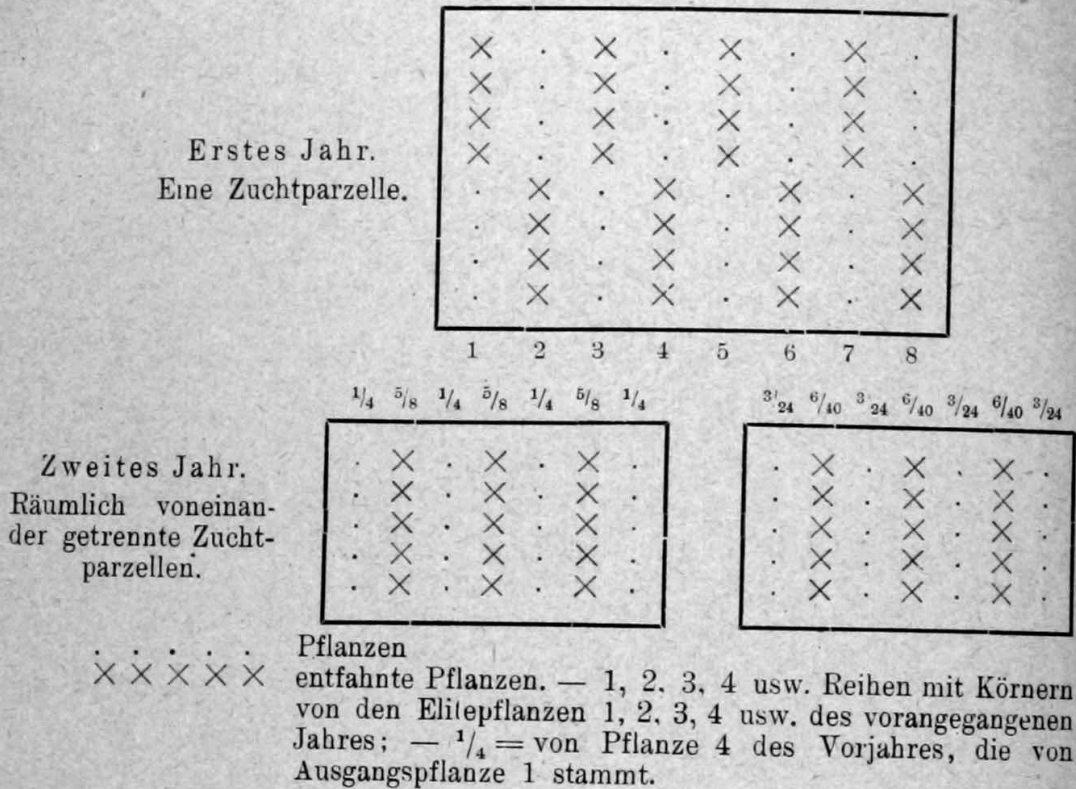 Erstes Jahr.
Eine Zuchtparzelle.
1 2 3 4 5 6 7 8
1/4 5/8 1/4 5/8 1/4 5/8 1/4
3/24 6/40 3/24 6/40 3/24 6/40 3/24
Zweites Jahr.
Räumlich voneinan-
der getrennte Zucht-
parzellen.
. . . . . Pflanzen
× × × × × entfahnte Pflanzen. — 1, 2, 3, 4 usw. Reihen mit Körnern
von den Elitepflanzen 1, 2, 3, 4 usw. des vorangegangenen
Jahres; — 1/4 = von Pflanze 4 des Vorjahres, die von
Ausgangspflanze 1 stammt.